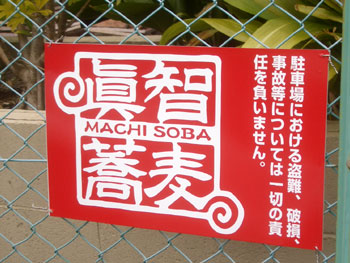 眞智
MACHI SOBA
蕎麦
駐車場における盗難、破損、
事故等については一切の責
任を負いません。